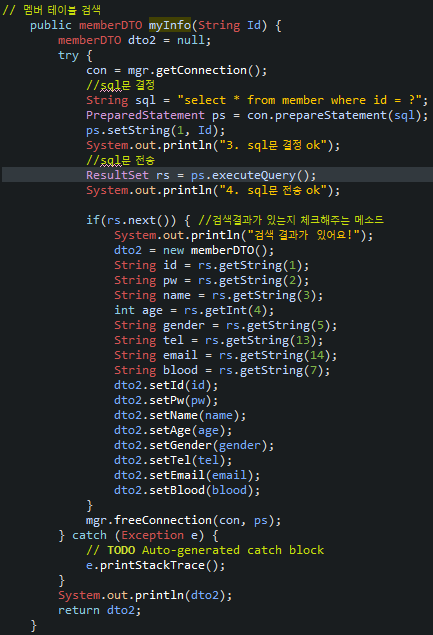 // 멤버 테이블 검색
public memberDTO myInfo(String Id) {
memberDTO dto2 = null;
try {
con = mgr.getConnection();
//sql문 결정
String sql = "select * from member where id = ?";
PreparedStatement ps = con.prepareStatement(sql);
ps.setString(1, Id);
System.out.println("3. sql문 결정 ok");
//sql문 전송
ResultSet rs = ps.executeQuery();
System.out.println("4. sql문 전송 ok");
if(rs.next()) { //검색결과가 있는지 체크해주는 메소드
System.out.println("검색 결과가 있어요!");
dto2 = new memberDTO();
String id = rs.getString(1);
String pw = rs.getString(2);
String name = rs.getString(3);
int age = rs.getInt(4);
String gender = rs.getString(5);
String tel = rs.getString(13);
String email = rs.getString(14);
String blood = rs.getString(7);
dto2.setId(id);
dto2.setPw(pw);
dto2.setName(name);
dto2.setAge(age);
dto2.setGender(gender);
dto2.setTel(tel);
dto2.setEmail(email);
dto2.setBlood(blood);
}
mgr.freeConnection(con, ps);
} catch (Exception e) {
// TODO Auto-generated catch block
e.printStackTrace();
}
System.out.println(dto2);
return dto2;
}